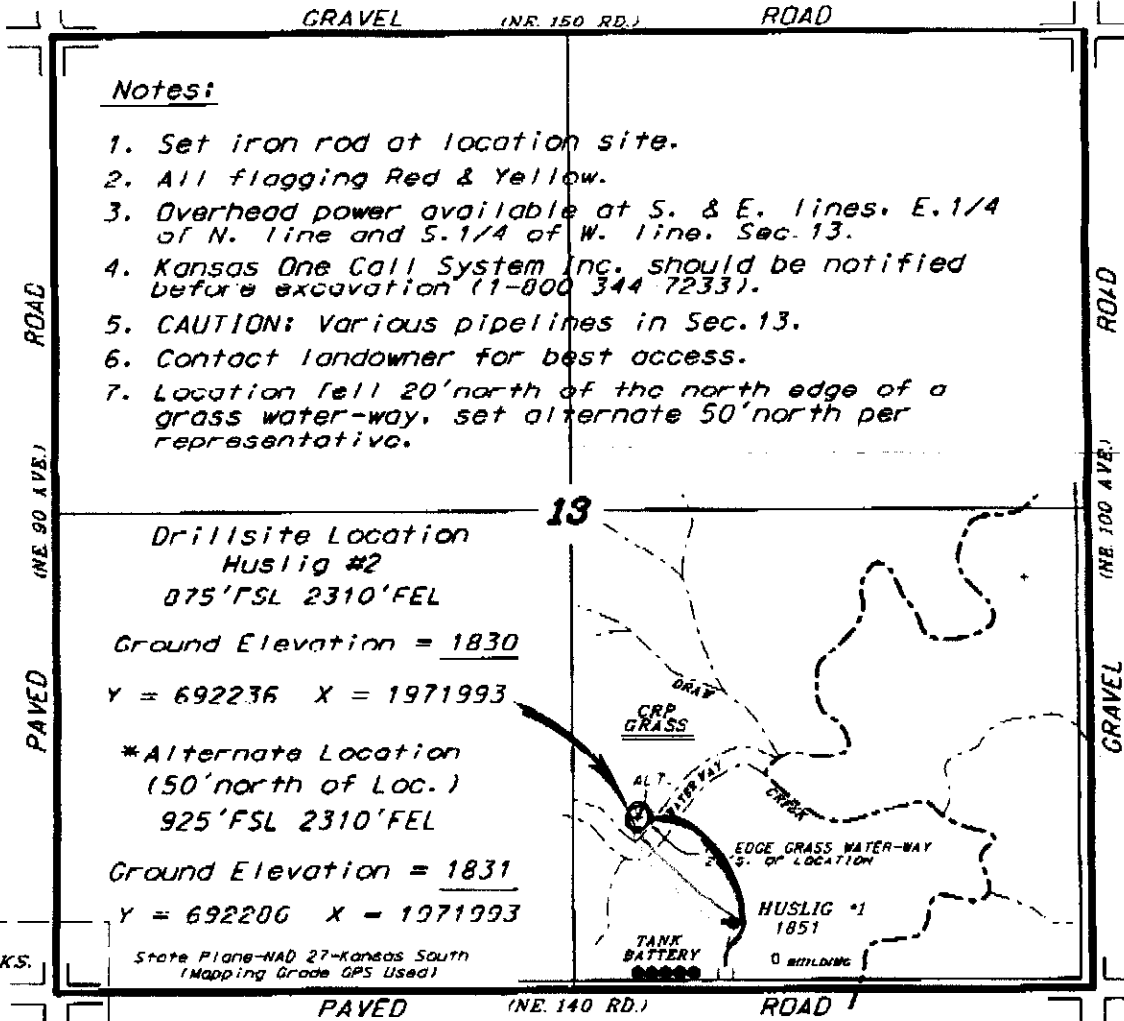 GRAVEL (NE. 150 RD.) ROAD
Notes:
1. Set iron rod at location site.
2. All flagging Red & Yellow.
3. Overhead power available at S. & E. lines. E.1/4
of N. line and S.1/4 of W. line. Sec.13.
4. Kansas One Call System Inc. should be notified
before excavation (1-800 344 7233).
5. CAUTION: Various pipelines in Sec.13.
6. Contact landowner for best access.
7. Location fell 20'north of the north edge of a
grass water-way, set alternate 50'north per
representative.
ROAD
(NE. 90 AVE.)
PAVED
ROAD
(NE. 100 AVE.)
GRAVEL
13
Drillsite Location
Huslig #2
875'FSL 2310'FEL
Ground Elevation = 1830
Y = 692236 X = 1971993
*Alternate Location
(50'north of Loc.)
925'FSL 2310'FEL
Ground Elevation = 1831
Y = 692286 X = 1971993
State Plane-NAD 27-Kansas South
(Mapping Grade GPS Used)
DRAW
CRP
GRASS
ALT.
WATERWAY
CREEK
EDGE GRASS WATER-WAY
S. OF LOCATION
HUSLIG #1
1851
TANK
BATTERY
BUILDING
KS.
PAVED (NE. 140 RD.) ROAD